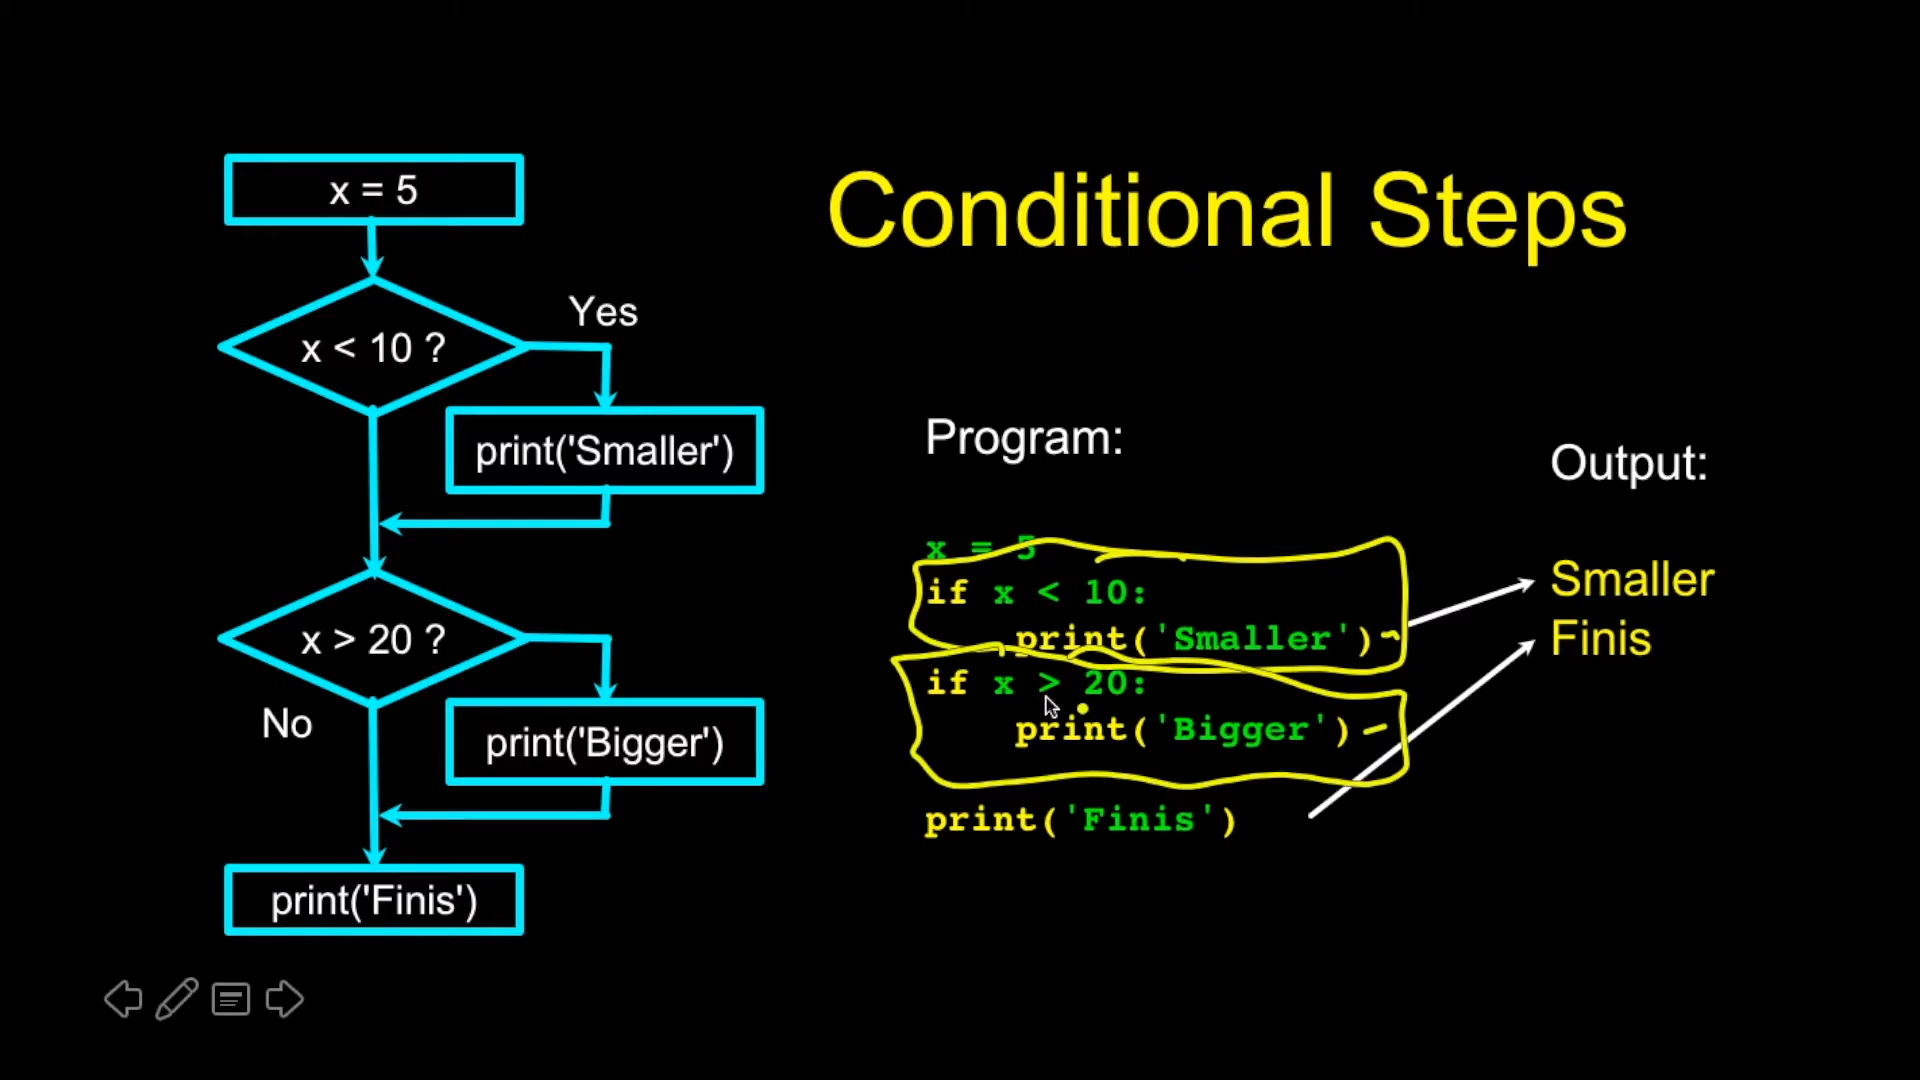 Conditional Steps
x = 5
x < 10 ?
Yes
print('Smaller')
x > 20 ?
No
print('Bigger')
print('Finis')
Program:
x = 5
if x < 10:
    print('Smaller')
if x > 20:
    print('Bigger')
print('Finis')
Output:
Smaller
Finis